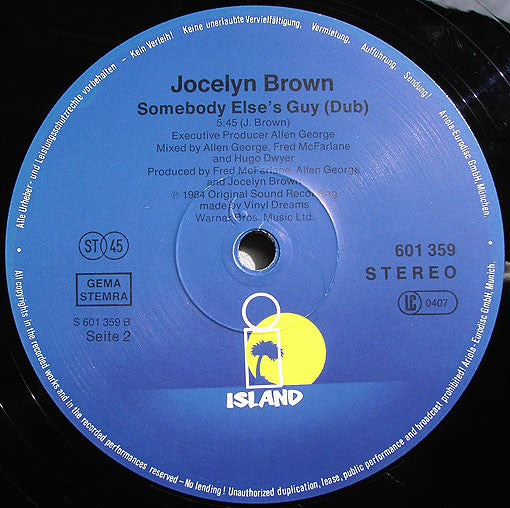 Alle Urheber- und Leistungsschutzrechte vorbehalten – Kein Verleih! Keine unerlaubte Vervielfältigung, Vermietung, Aufführung, Sendung! Ariola-Eurodisc GmbH München.
Jocelyn Brown
Somebody Else's Guy (Dub)
5:45 (J. Brown)
Executive Producer Allen George
Mixed by Allen George, Fred McFarlane
and Hugo Dwyer
Produced by Fred McFarlane, Allen George
and Jocelyn Brown
℗ 1984 Original Sound Recording
made by Vinyl Dreams
Warner Bros. Music Ltd.
ST 45
601 359
STEREO
GEMA
STEMRA
LC 0407
S 601 359 B
Seite 2
ISLAND
All copyrights in the recorded works and in the recorded performances reserved – No lending! Unauthorized duplication, lease, public performance and broadcast prohibited! Ariola-Eurodisc GmbH. Munich.